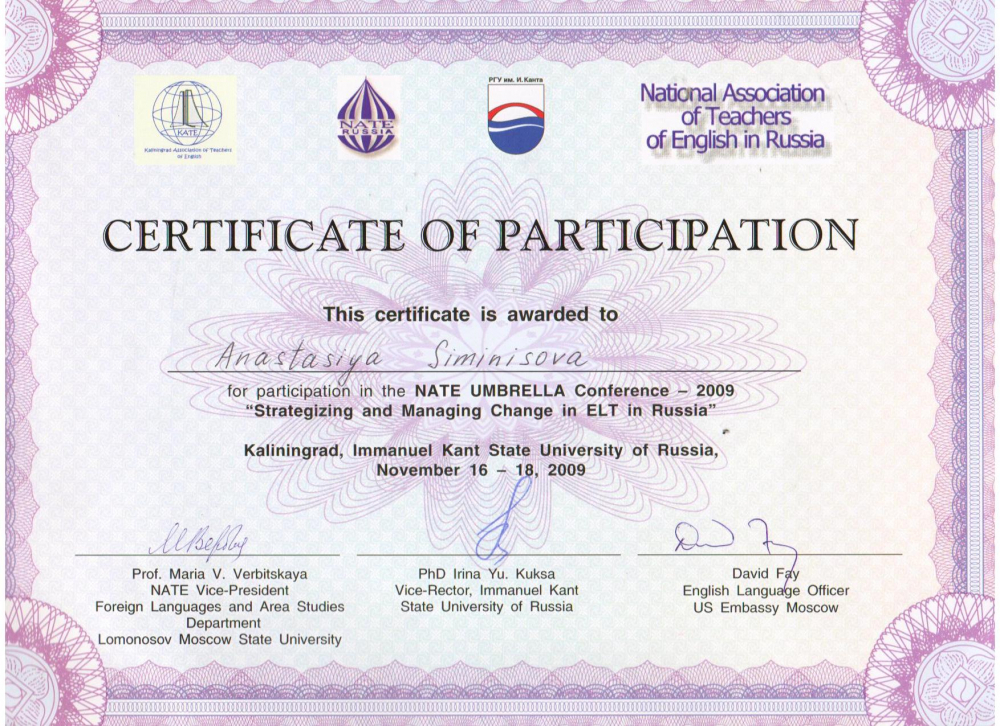 KATE
Kaliningrad Association of Teachers
of English
NATE
RUSSIA
РГУ им. И. Канта
National Association
of Teachers
of English in Russia
CERTIFICATE OF PARTICIPATION
This certificate is awarded to
Anastasiya Siminisova
for participation in the NATE UMBRELLA Conference – 2009
“Strategizing and Managing Change in ELT in Russia”
Kaliningrad, Immanuel Kant State University of Russia,
November 16 – 18, 2009
Prof. Maria V. Verbitskaya
NATE Vice-President
Foreign Languages and Area Studies
Department
Lomonosov Moscow State University
PhD Irina Yu. Kuksa
Vice-Rector, Immanuel Kant
State University of Russia
David Fay
English Language Officer
US Embassy Moscow